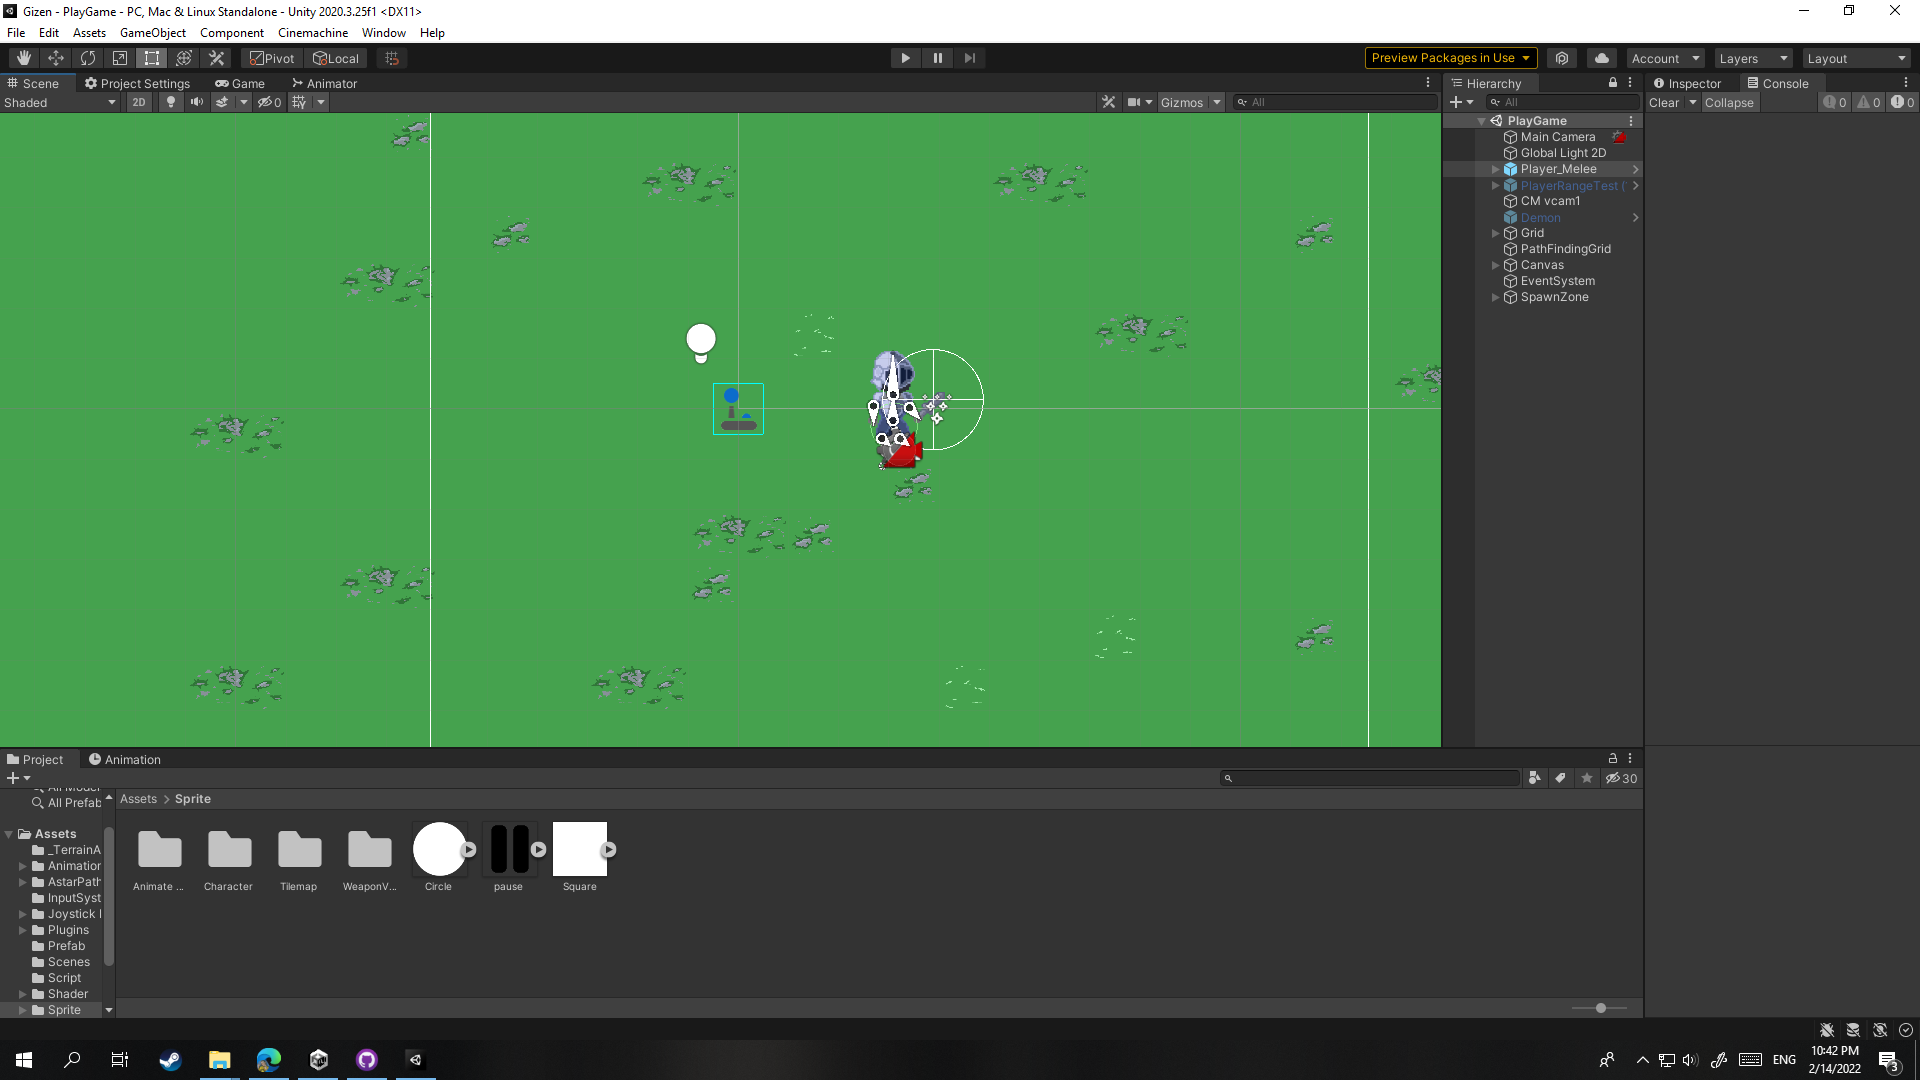 Gizen - PlayGame - PC, Mac & Linux Standalone - Unity 2020.3.25f1 <DX11>
File Edit Assets GameObject Component Cinemachine Window Help
Pivot Local Preview Packages in Use Account Layers Layout
Scene Project Settings Game Animator Hierarchy Inspector Console
Shaded 2D 0 Gizmos All All Clear Collapse 0 0 0
PlayGame
Main Camera
Global Light 2D
Player_Melee
PlayerRangeTest (
CM vcam1
Demon
Grid
PathFindingGrid
Canvas
EventSystem
SpawnZone
Project Animation
30
All Prefab
Assets > Sprite
Assets
_TerrainA
Animation
AstarPath
InputSyst
Joystick
Plugins
Prefab
Scenes
Script
Shader
Sprite
Animate ... Character Tilemap WeaponV... Circle pause Square
ENG 10:42 PM
2/14/2022 3